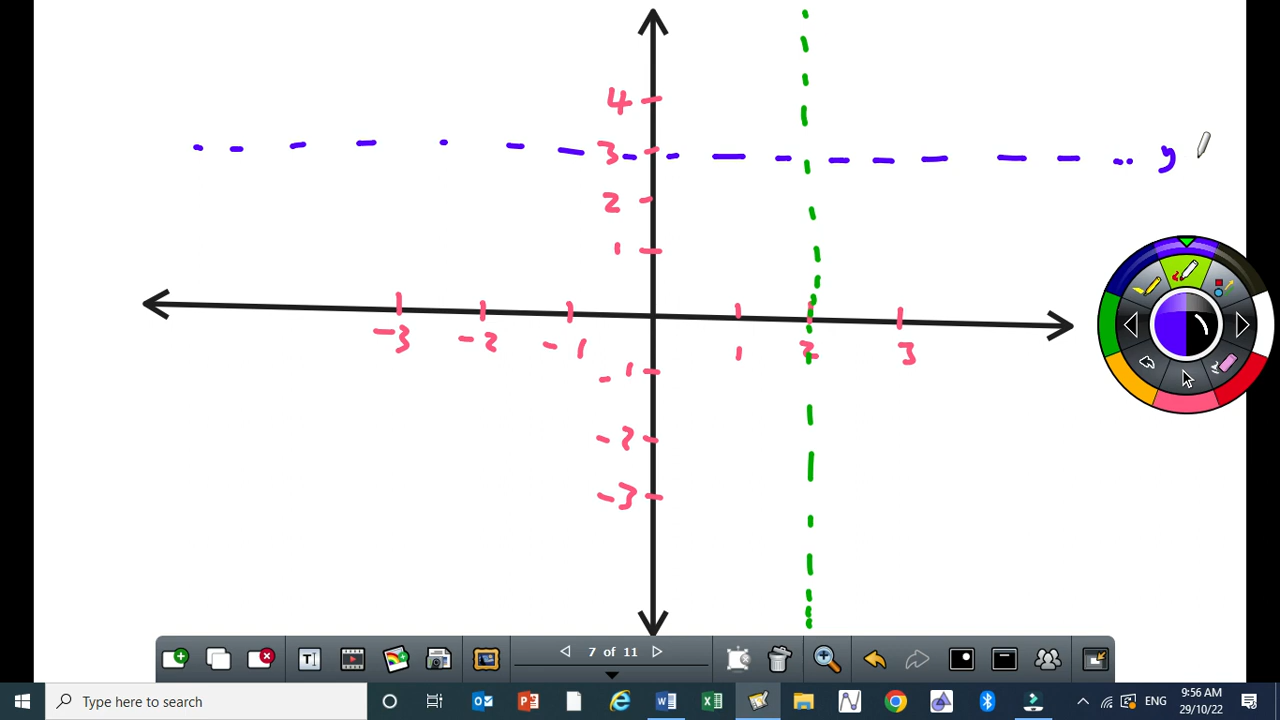 4
3
y
2
1
-3 -2 -1 1 2 3
-1
-2
-3
7 of 11
Type here to search
ENG
9:56 AM
29/10/22